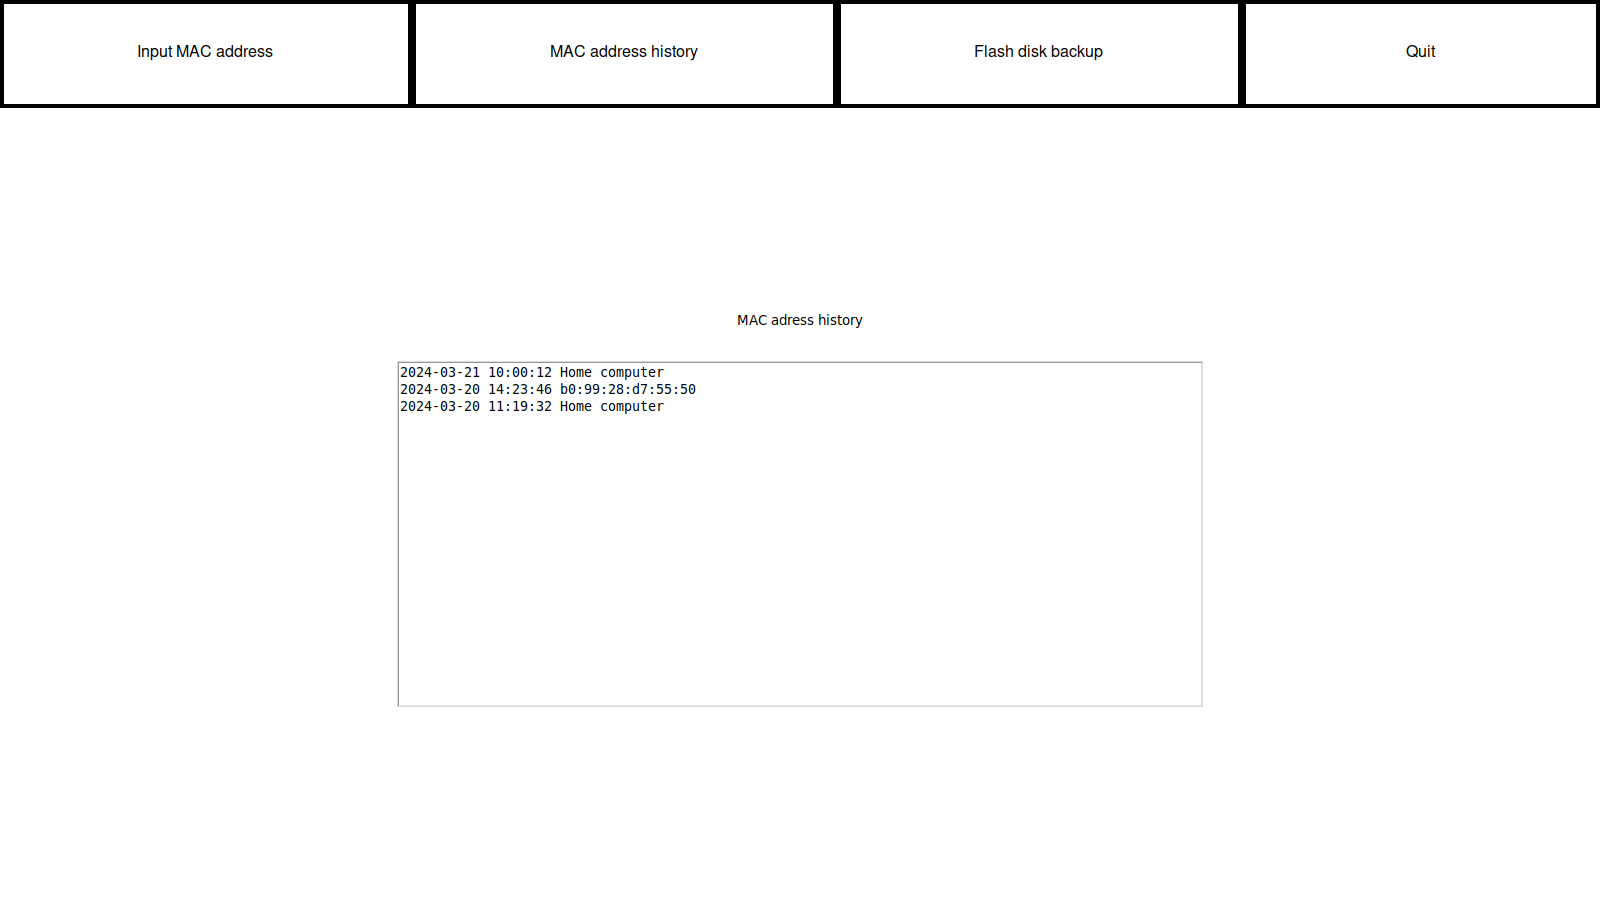 Input MAC address
MAC address history
Flash disk backup
Quit
MAC adress history
2024-03-21 10:00:12 Home computer
2024-03-20 14:23:46 b0:99:28:d7:55:50
2024-03-20 11:19:32 Home computer